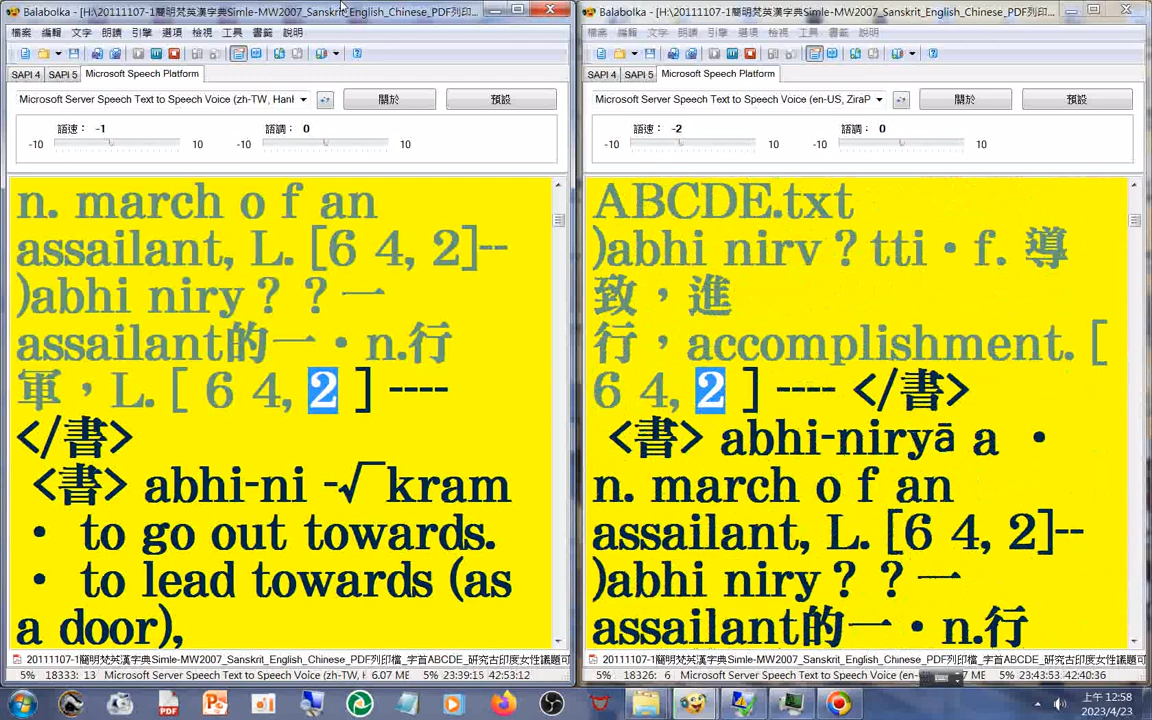 Balabolka - [H:\20111107-1簡明梵英漢字典Simle-MW2007_Sanskrit_English_Chinese_PDF列印...
檔案 編輯 文字 朗讀 引擎 選項 檢視 工具 書籤 說明
SAPI 4 SAPI 5 Microsoft Speech Platform
Microsoft Server Speech Text to Speech Voice (zh-TW, Hanl
關於 預設
語速: -1 語調: 0
-10 10 -10 10
n. march o f an
assailant, L. [6 4, 2]--
)abhi niry？？一
assailant的一•n.行
軍，L. [ 6 4, 2 ] ----
</書>
<書> abhi-ni -√kram
• to go out towards.
• to lead towards (as
a door),
20111107-1簡明梵英漢字典Simle-MW2007_Sanskrit_English_Chinese_PDF列印檔_字首ABCDE_研究古印度女性議題可
5% 18333: 13 Microsoft Server Speech Text to Speech Voice (zh-TW, H 6.07 MB 5% 23:39:15 42:53:12
Balabolka - [H:\20111107-1簡明梵英漢字典Simle-MW2007_Sanskrit_English_Chinese_PDF列印...
檔案 編輯 文字 朗讀 引擎 選項 檢視 工具 書籤 說明
SAPI 4 SAPI 5 Microsoft Speech Platform
Microsoft Server Speech Text to Speech Voice (en-US, ZiraP
關於 預設
語速: -2 語調: 0
-10 10 -10 10
ABCDE.txt
)abhi nirv？tti•f. 導
致，進
行，accomplishment. [
6 4, 2 ] ---- </書>
<書> abhi-niryā a •
n. march o f an
assailant, L. [6 4, 2]--
)abhi niry？？一
assailant的一•n.行
20111107-1簡明梵英漢字典Simle-MW2007_Sanskrit_English_Chinese_PDF列印檔_字首ABCDE_研究古印度女性議題可
5% 18326: 6 Microsoft Server Speech Text to Speech Voice 5% 23:43:53 42:40:36
上午 12:58
2023/4/23